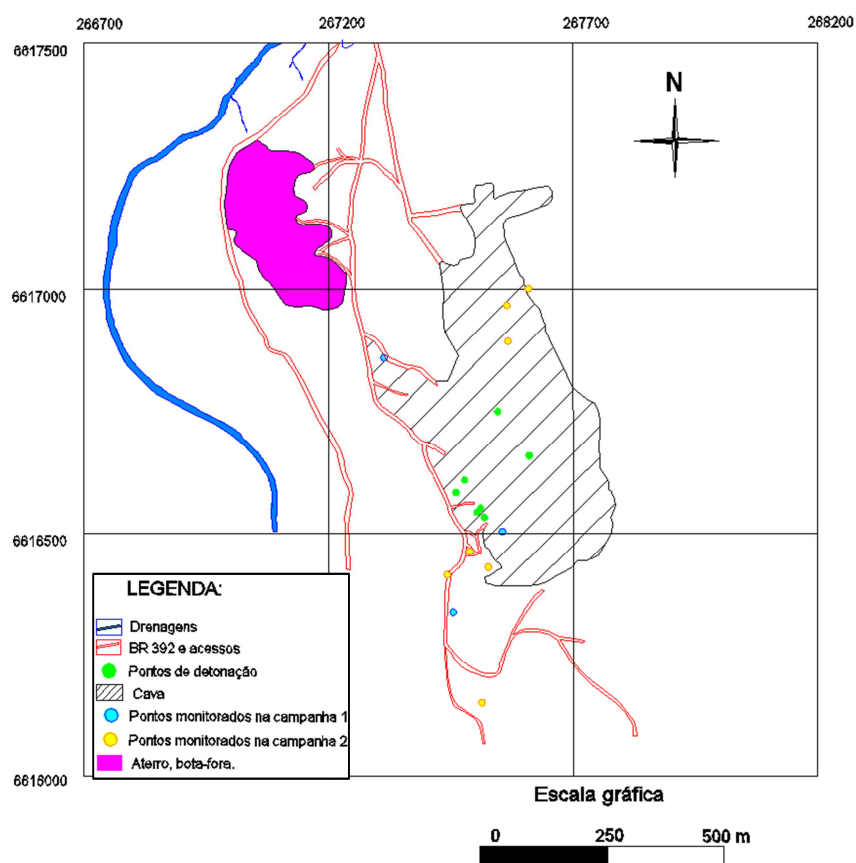 266700 267200 267700 268200
6617500
N
6617000
6616500
LEGENDA:
Drenagens
BR 392 e acessos
Pontos de detonação
Cava
Pontos monitorados na campanha 1
Pontos monitorados na campanha 2
Aterro, bota-fora.
6616000
Escala gráfica
0 250 500 m